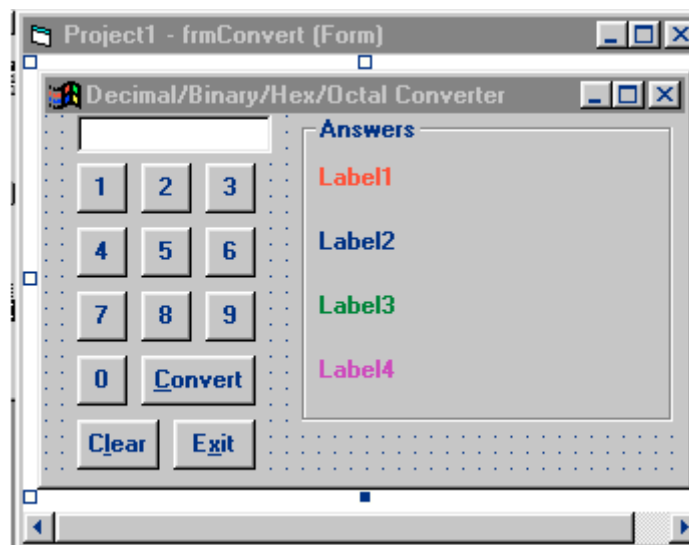 Project1 - frmConvert (Form)
Decimal/Binary/Hex/Octal Converter
Answers
1 2 3
Label1
4 5 6
Label2
7 8 9
Label3
0 Convert
Label4
Clear Exit